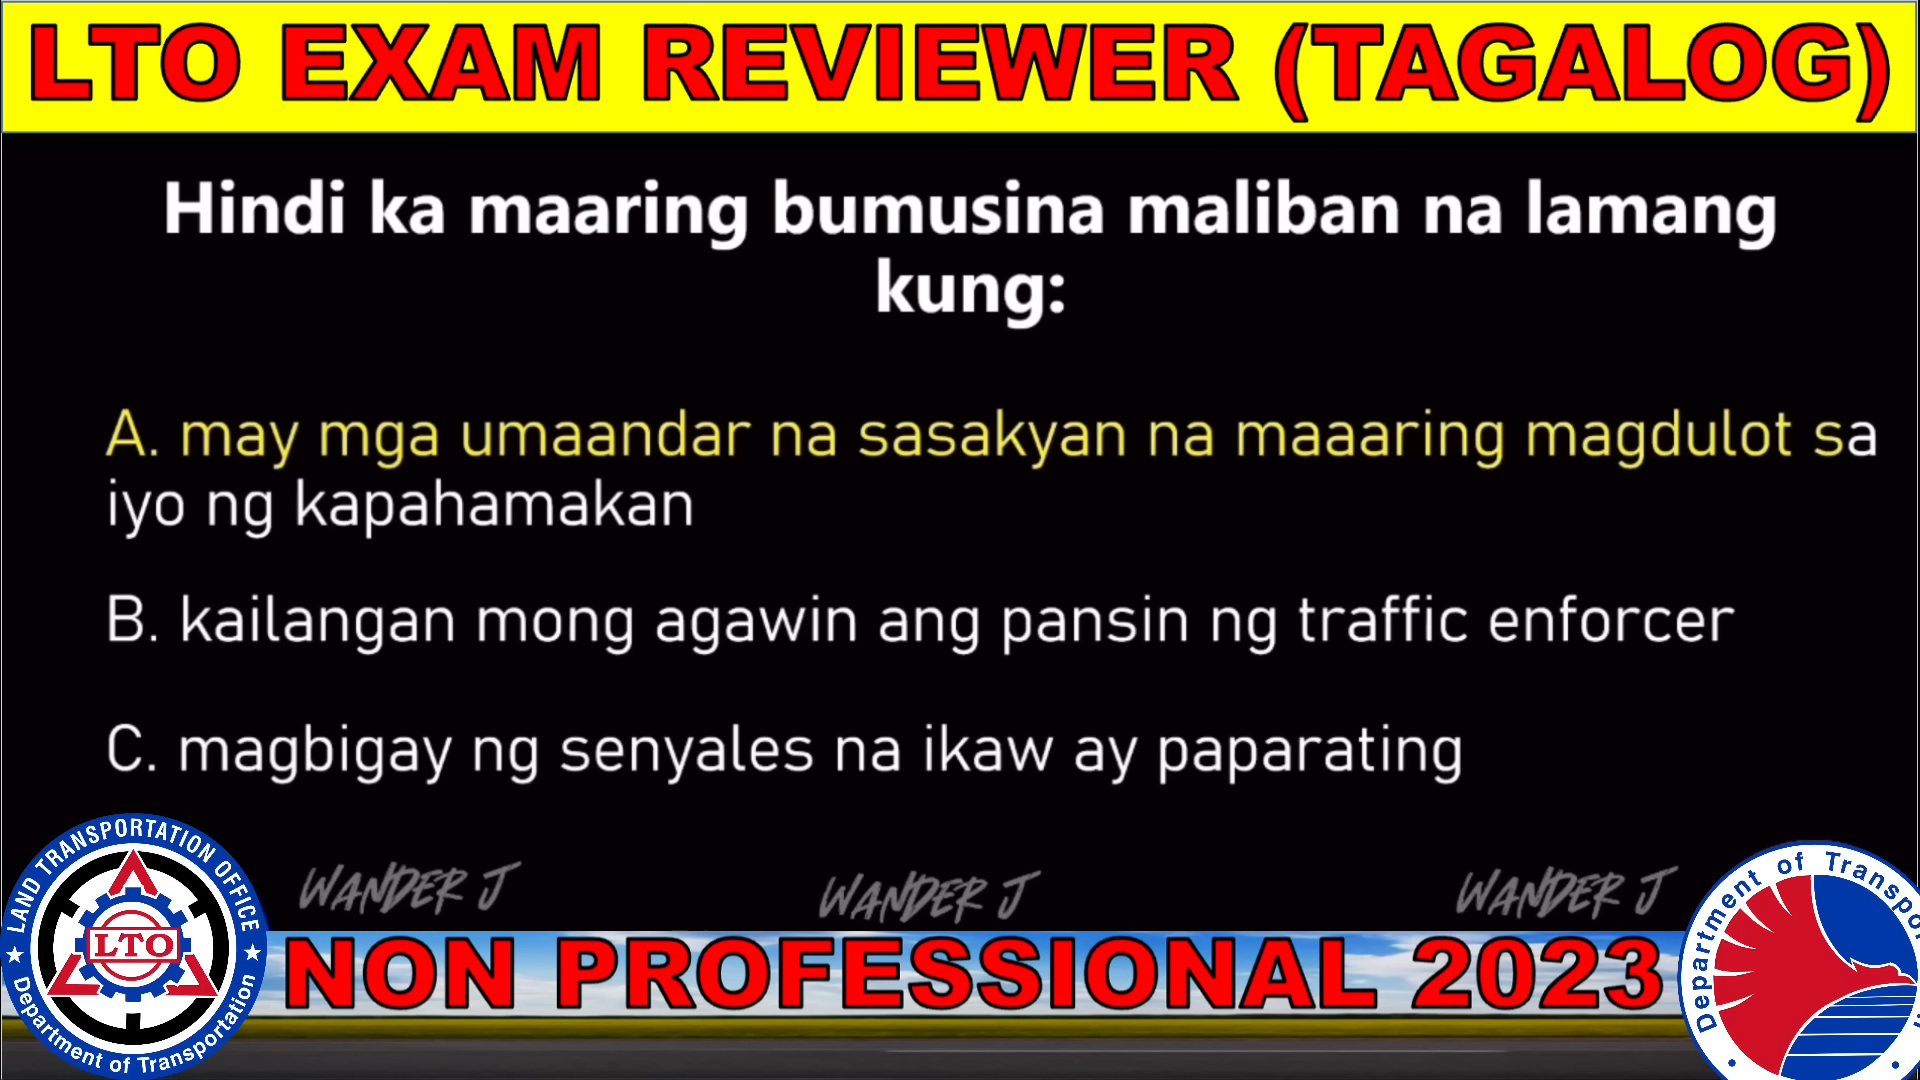 LTO EXAM REVIEWER (TAGALOG)
Hindi ka maaring bumusina maliban na lamang
kung:
A. may mga umaandar na sasakyan na maaaring magdulot sa
iyo ng kapahamakan
B. kailangan mong agawin ang pansin ng traffic enforcer
C. magbigay ng senyales na ikaw ay paparating
WANDER J
WANDER J
WANDER J
LAND TRANSPORTATION OFFICE
LTO
Department of Transportation
NON PROFESSIONAL 2023
Department of